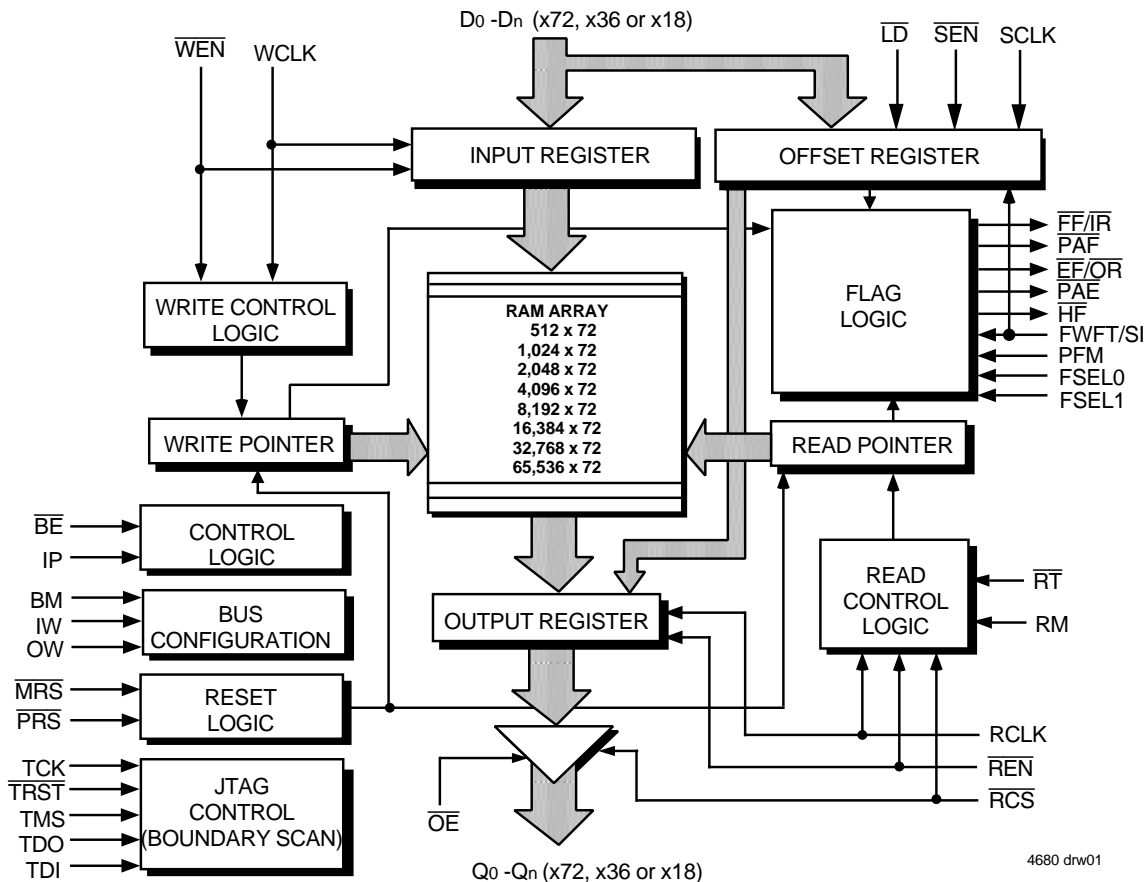 D0 -Dn (x72, x36 or x18)
WEN WCLK
LD SEN SCLK
INPUT REGISTER
OFFSET REGISTER
FF/IR
PAF
EF/OR
PAE
HF
FWFT/SI
PFM
FSEL0
FSEL1
FLAG
LOGIC
WRITE CONTROL
LOGIC
RAM ARRAY
512 x 72
1,024 x 72
2,048 x 72
4,096 x 72
8,192 x 72
16,384 x 72
32,768 x 72
65,536 x 72
WRITE POINTER
READ POINTER
BE
IP
CONTROL
LOGIC
READ
CONTROL
LOGIC
RT
RM
BM
IW
OW
BUS
CONFIGURATION
OUTPUT REGISTER
MRS
PRS
RESET
LOGIC
RCLK
REN
RCS
TCK
TRST
TMS
TDO
TDI
JTAG
CONTROL
(BOUNDARY SCAN)
OE
Q0 -Qn (x72, x36 or x18)
4680 drw01